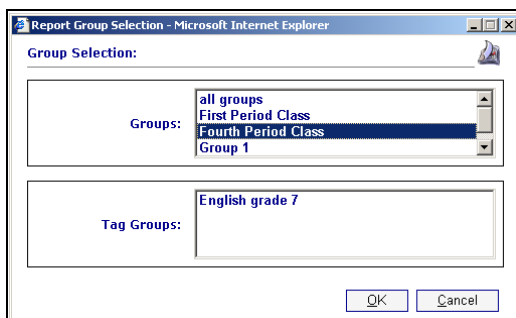 Report Group Selection - Microsoft Internet Explorer
Group Selection:
Groups:
all groups
First Period Class
Fourth Period Class
Group 1
Tag Groups:
English grade 7
OK
Cancel